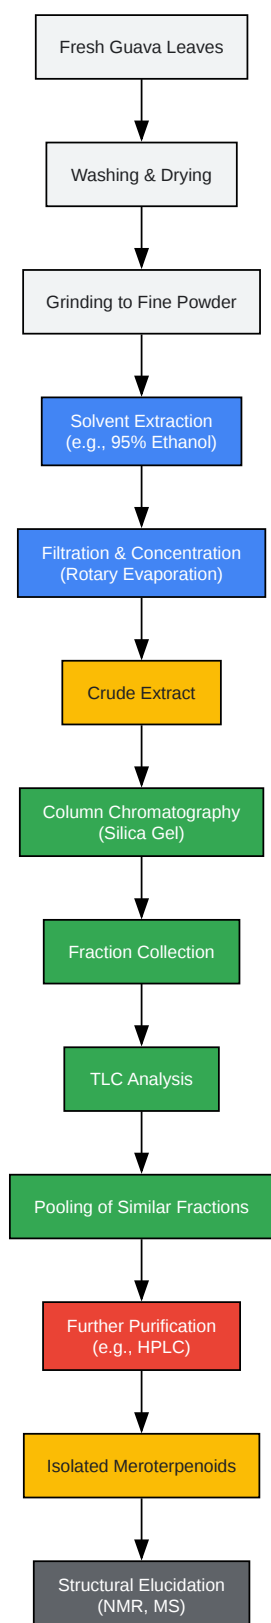 Fresh Guava Leaves
Washing & Drying
Grinding to Fine Powder
Solvent Extraction
(e.g., 95% Ethanol)
Filtration & Concentration
(Rotary Evaporation)
Crude Extract
Column Chromatography
(Silica Gel)
Fraction Collection
TLC Analysis
Pooling of Similar Fractions
Further Purification
(e.g., HPLC)
Isolated Meroterpenoids
Structural Elucidation
(NMR, MS)